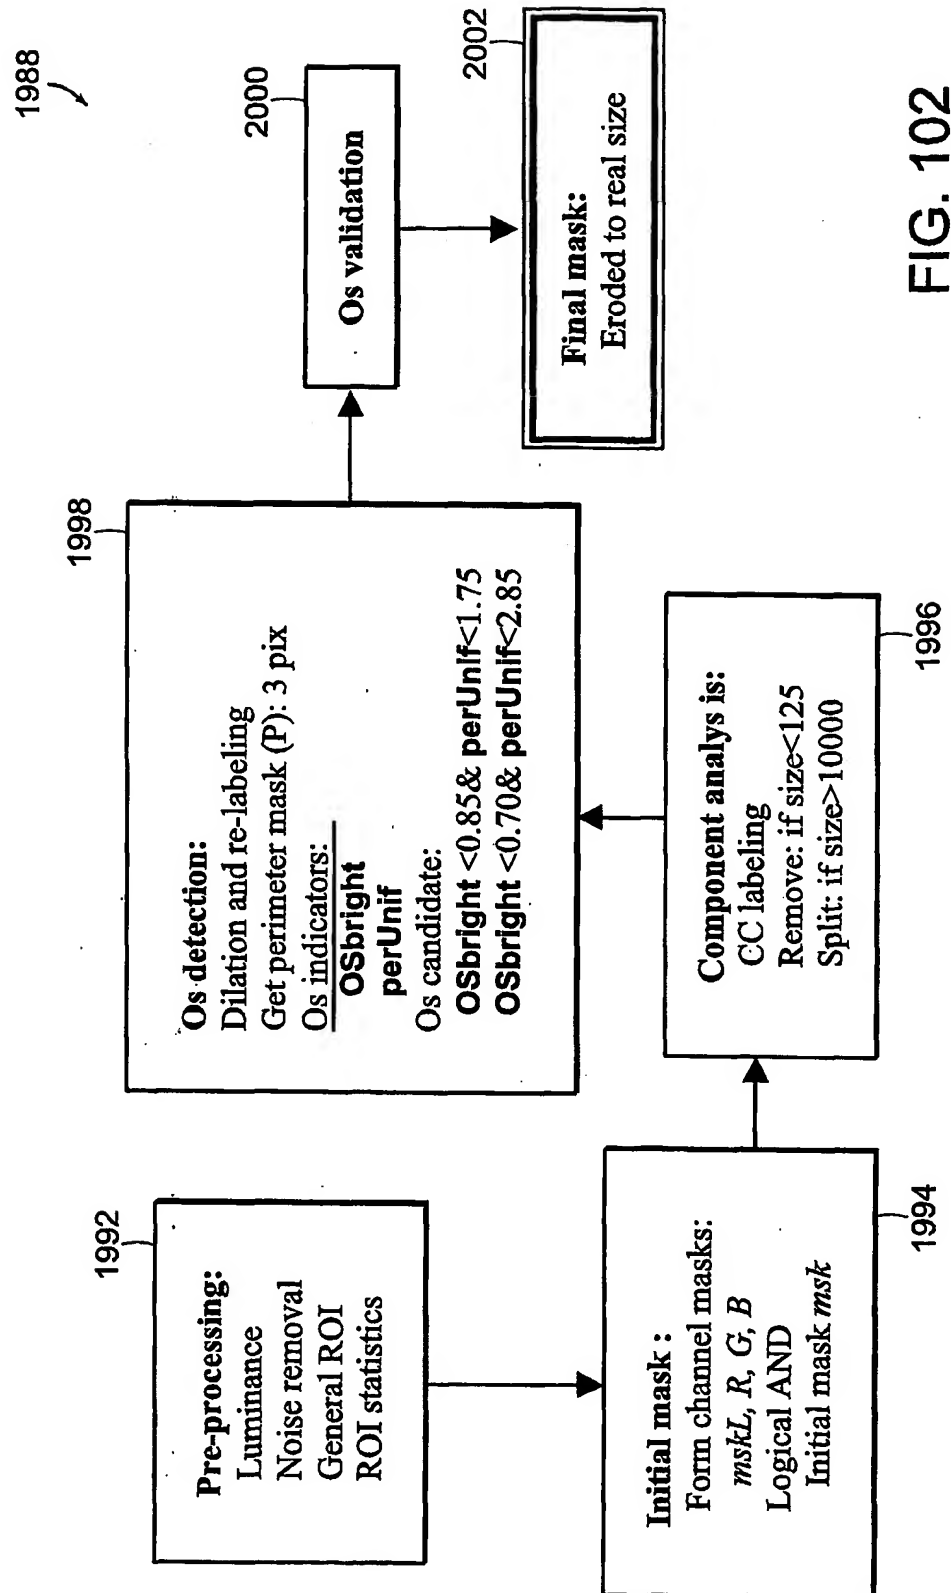 1988
1992
Pre-processing:
Luminance
Noise removal
General ROI
ROI statistics
1994
Initial mask :
Form channel masks:
mskL, R, G, B
Logical AND
Initial mask msk
1996
Component analys is:
CC labeling
Remove: if size<125
Split: if size>10000
1998
Os detection:
Dilation and re-labeling
Get perimeter mask (P): 3 pix
Os indicators:
OSbright
perUnif
Os candidate:
OSbright <0.85& perUnif<1.75
OSbright <0.70& perUnif<2.85
2000
Os validation
2002
Final mask:
Eroded to real size
FIG. 102